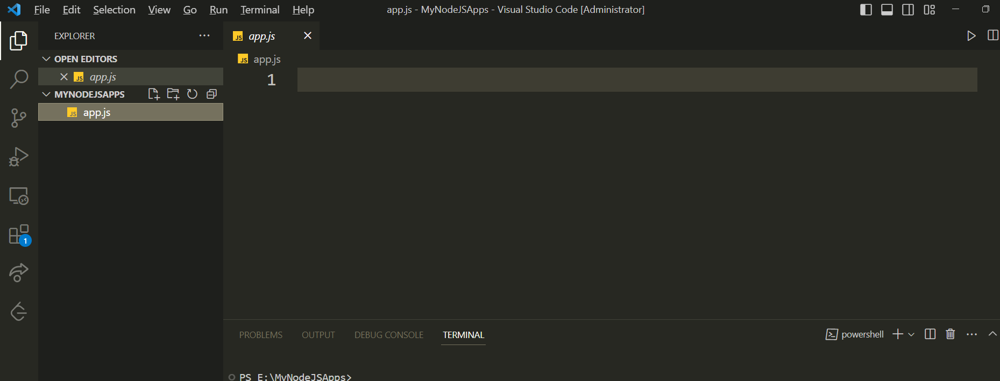 File Edit Selection View Go Run Terminal Help app.js - MyNodeJSApps - Visual Studio Code [Administrator]
EXPLORER
JS app.js
OPEN EDITORS
JS app.js
JS app.js
MYNODEJSAPPS
JS app.js
1
1
PROBLEMS OUTPUT DEBUG CONSOLE TERMINAL powershell
PS E:\MyNodeJSApps>